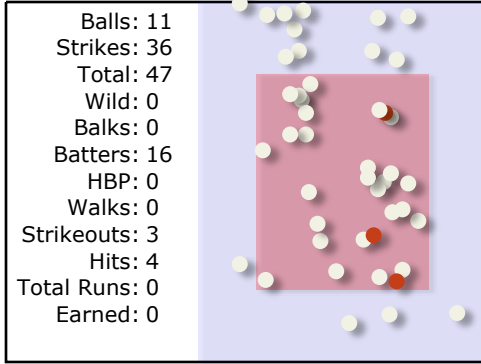 Balls: 11
Strikes: 36
Total: 47
Wild: 0
Balks: 0
Batters: 16
HBP: 0
Walks: 0
Strikeouts: 3
Hits: 4
Total Runs: 0
Earned: 0